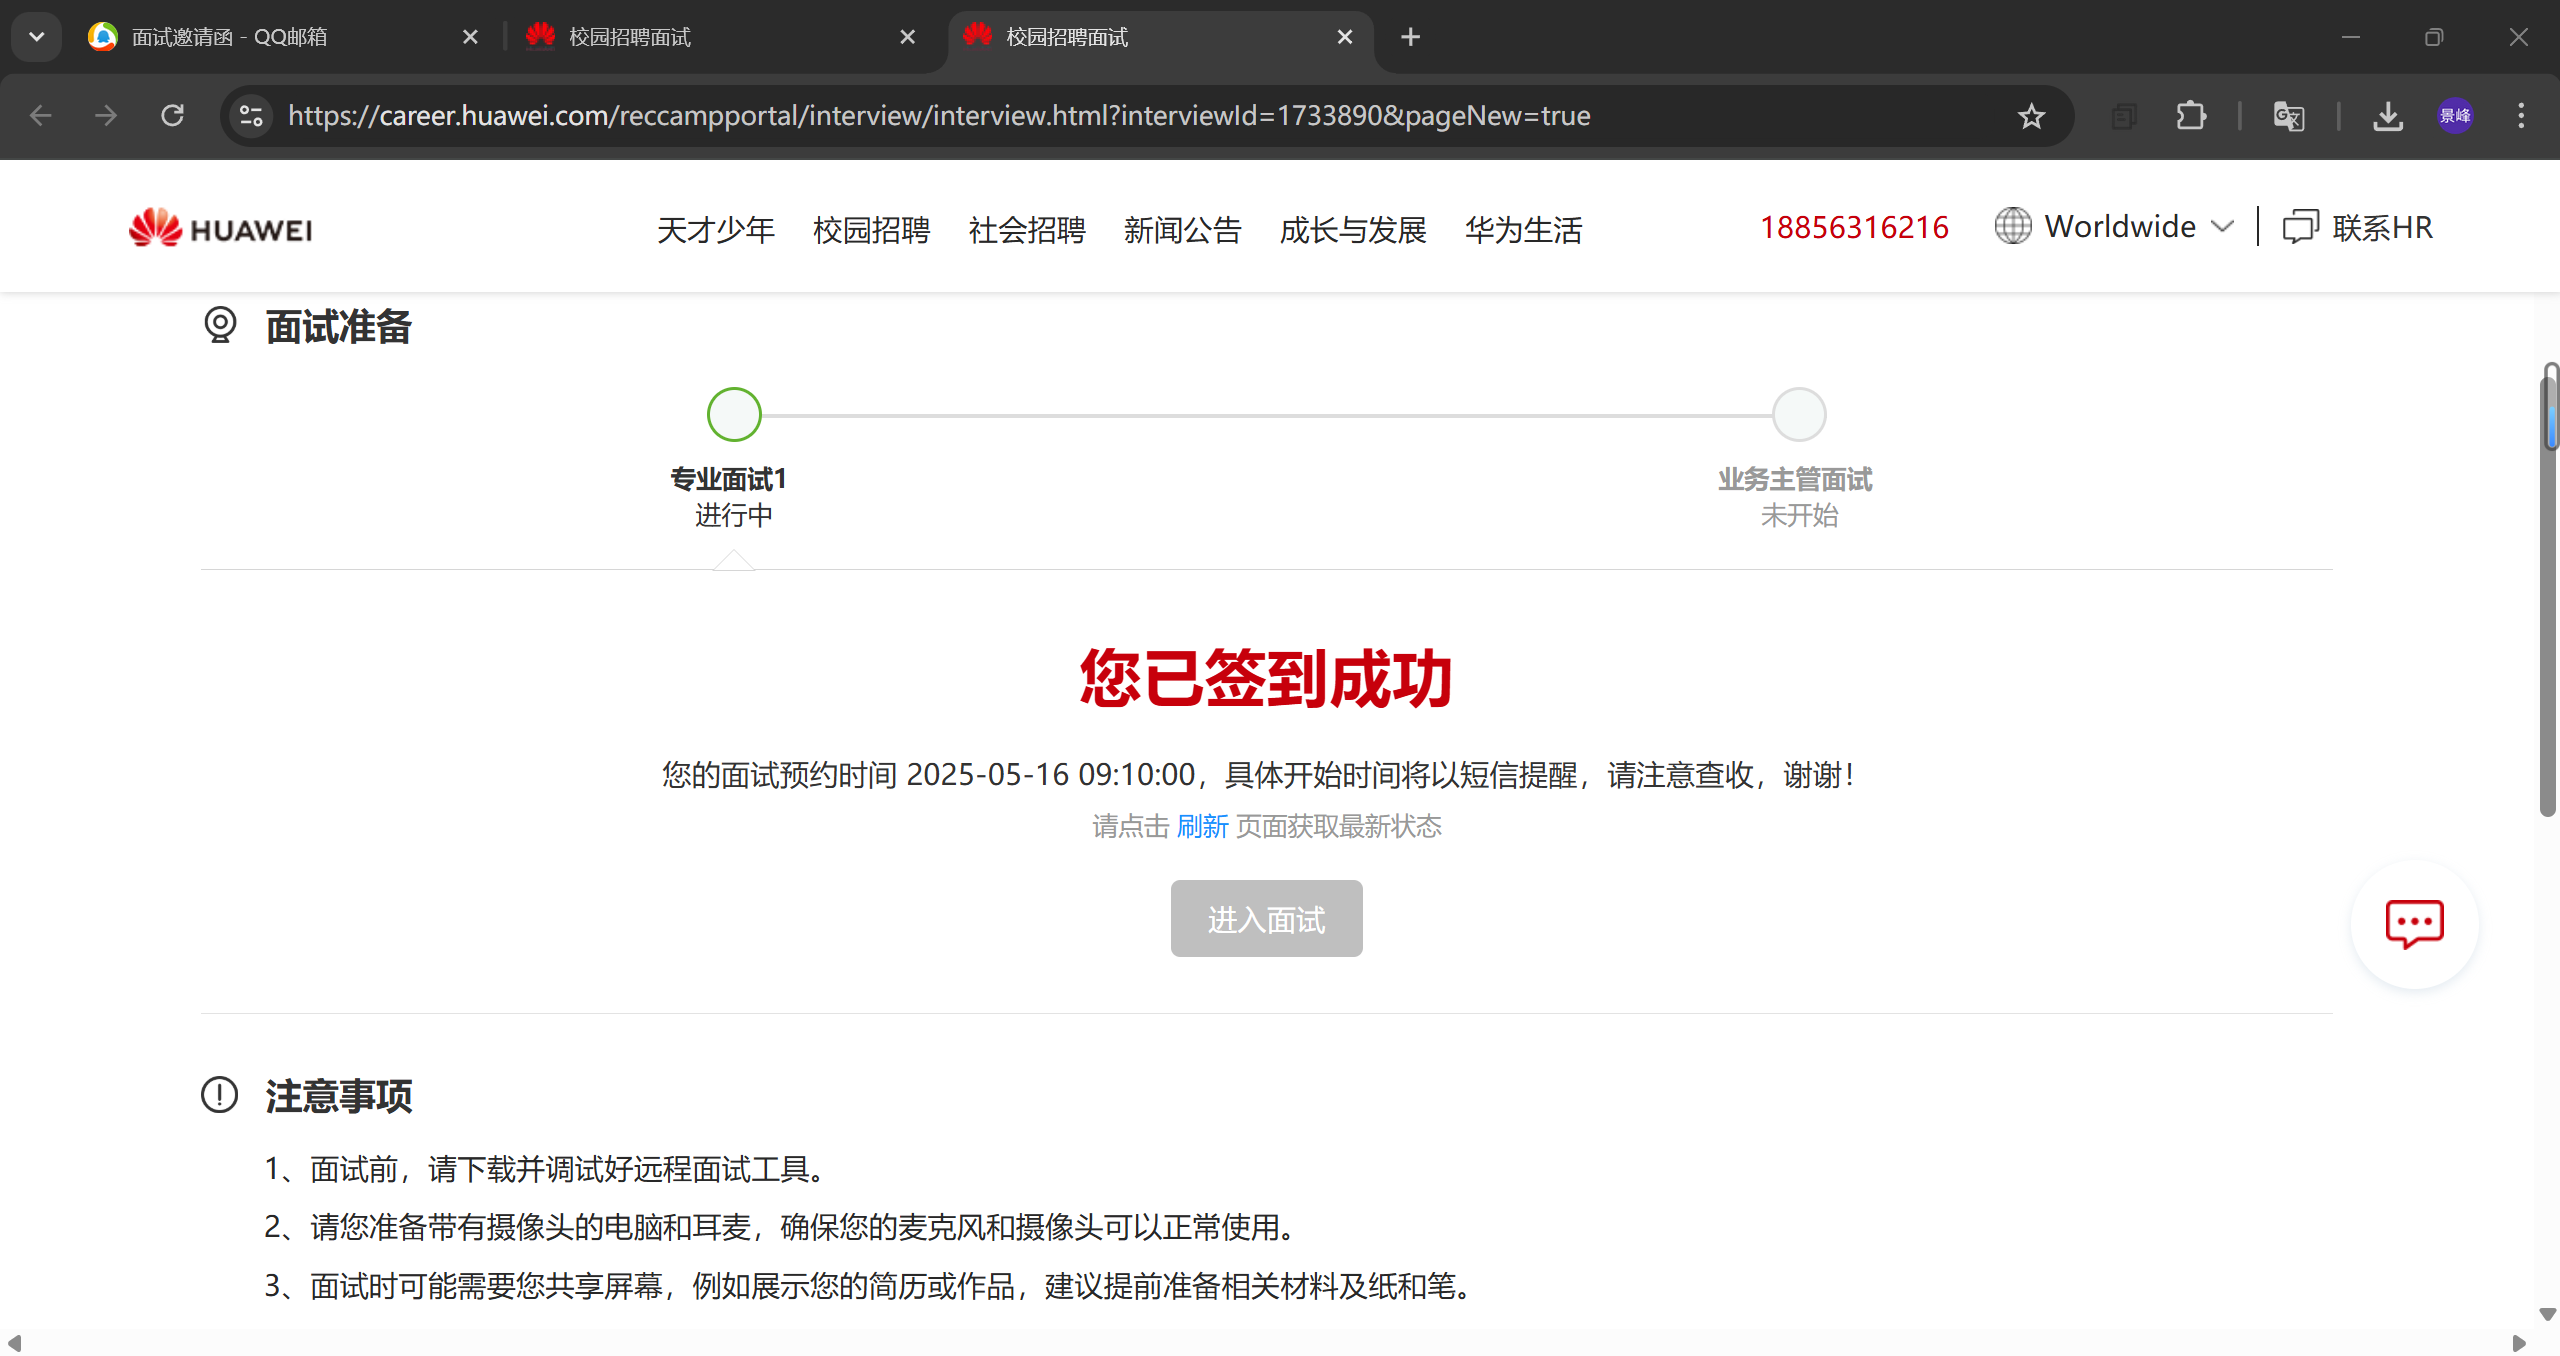 面试邀请函 - QQ邮箱
校园招聘面试
校园招聘面试
https://career.huawei.com/reccampportal/interview/interview.html?interviewId=1733890&pageNew=true
景峰
HUAWEI
天才少年 校园招聘 社会招聘 新闻公告 成长与发展 华为生活
18856316216 Worldwide 联系HR
面试准备
专业面试1
进行中
业务主管面试
未开始
您已签到成功
您的面试预约时间 2025-05-16 09:10:00，具体开始时间将以短信提醒，请注意查收，谢谢！
请点击 刷新 页面获取最新状态
进入面试
注意事项
1、面试前，请下载并调试好远程面试工具。
2、请您准备带有摄像头的电脑和耳麦，确保您的麦克风和摄像头可以正常使用。
3、面试时可能需要您共享屏幕，例如展示您的简历或作品，建议提前准备相关材料及纸和笔。